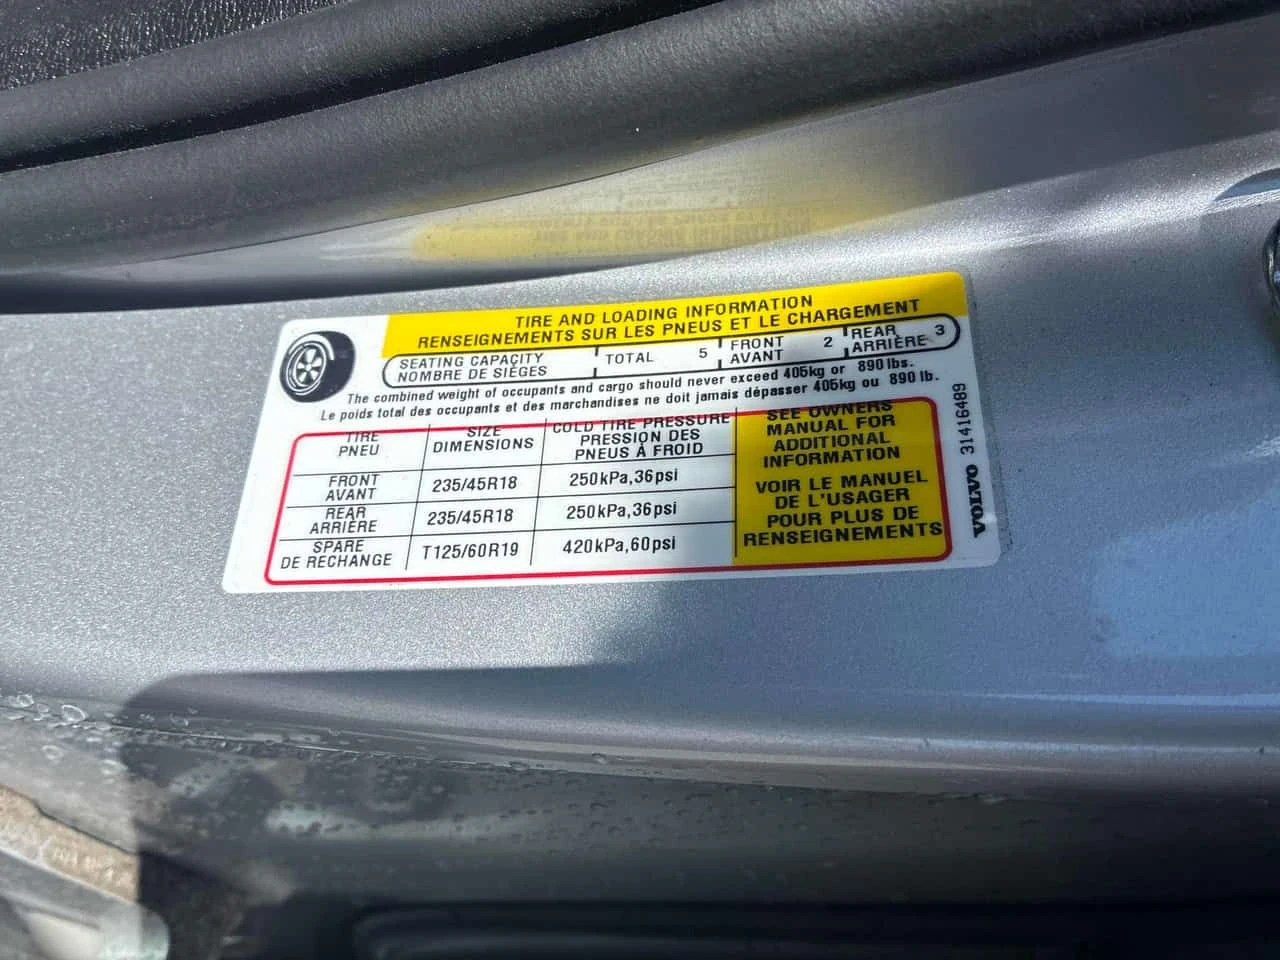 TIRE AND LOADING INFORMATION
RENSEIGNEMENTS SUR LES PNEUS ET LE CHARGEMENT
SEATING CAPACITY
NOMBRE DE SIÈGES
TOTAL 5
FRONT
AVANT 2
REAR
ARRIÈRE 3
The combined weight of occupants and cargo should never exceed 405kg or 890 lbs.
Le poids total des occupants et des marchandises ne doit jamais dépasser 405kg ou 890 lb.
TIRE
PNEU
SIZE
DIMENSIONS
COLD TIRE PRESSURE
PRESSION DES
PNEUS À FROID
FRONT
AVANT
235/45R18
250kPa,36psi
REAR
ARRIÈRE
235/45R18
250kPa,36psi
SPARE
DE RECHANGE
T125/60R19
420kPa,60psi
SEE OWNERS
MANUAL FOR
ADDITIONAL
INFORMATION
VOIR LE MANUEL
DE L'USAGER
POUR PLUS DE
RENSEIGNEMENTS
VOLVO 31416489